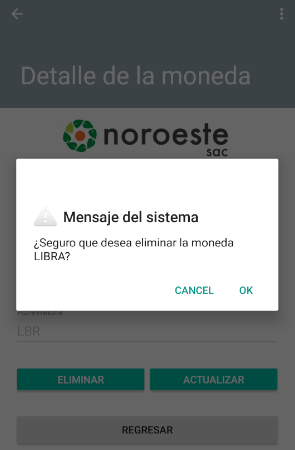 Detalle de la moneda
noroeste
sac
Mensaje del sistema
¿Seguro que desea eliminar la moneda
LIBRA?
CANCEL OK
Abreviatura
LBR
ELIMINAR ACTUALIZAR
REGRESAR